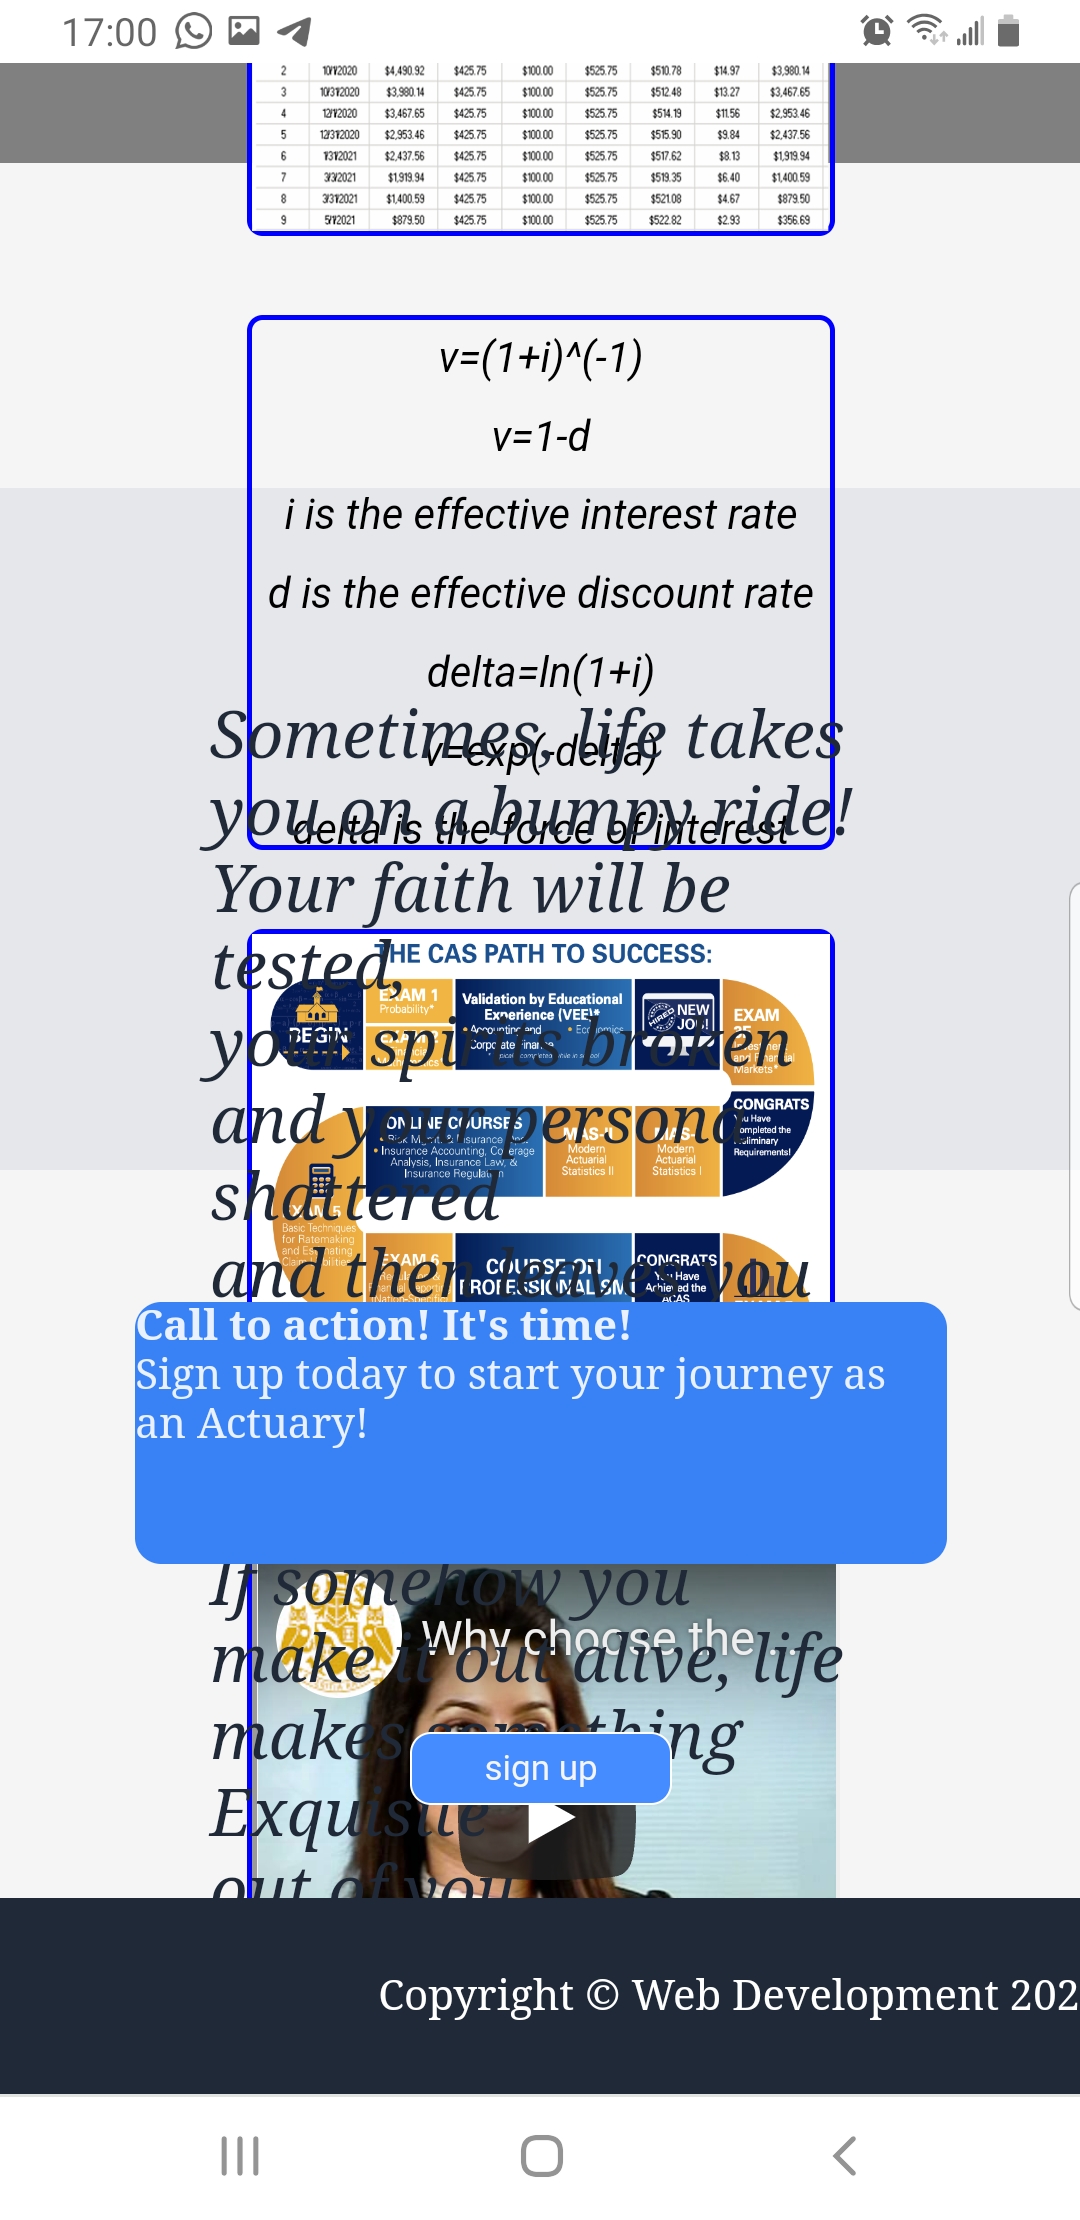 17:00
2 10/1/2020 $4,490.92 $425.75 $100.00 $525.75 $510.78 $14.97 $3,980.14
3 10/31/2020 $3,980.14 $425.75 $100.00 $525.75 $512.48 $13.27 $3,467.65
4 12/1/2020 $3,467.65 $425.75 $100.00 $525.75 $514.19 $11.56 $2,953.46
5 12/31/2020 $2,953.46 $425.75 $100.00 $525.75 $515.90 $9.84 $2,437.56
6 1/31/2021 $2,437.56 $425.75 $100.00 $525.75 $517.62 $8.13 $1,919.94
7 3/3/2021 $1,919.94 $425.75 $100.00 $525.75 $519.35 $6.40 $1,400.59
8 3/31/2021 $1,400.59 $425.75 $100.00 $525.75 $521.08 $4.67 $879.50
9 5/1/2021 $879.50 $425.75 $100.00 $525.75 $522.82 $2.93 $356.69
v=(1+i)^(-1)
v=1-d
i is the effective interest rate
d is the effective discount rate
delta=ln(1+i)
v=exp(-delta)
delta is the force of interest
Sometimes, life takes
you on a bumpy ride!
Your faith will be
tested,
your spirits broken
and your persona
shattered
and then leaves you
THE CAS PATH TO SUCCESS:
BEGIN
EXAM 1
Probability*
Validation by Educational
Experience (VEE)*
• Accounting and
Corporate Finance
• Economics
HIRED
NEW
JOB!
EXAM
and Financial
Markets*
CONGRATS
You Have
Completed the
Preliminary
Requirements!
ONLINE COURSES
• Risk Mgmt & Insurance
• Insurance Accounting, Coverage
Analysis, Insurance Law, &
Insurance Regulation
MAS-II
Modern
Actuarial
Statistics II
Modern
Actuarial
Statistics I
EXAM 5
Basic Techniques
for Ratemaking
and Estimating
Claim Liabilities
EXAM 6
COURSE ON
PROFESSIONALISM
CONGRATS
You Have
Achieved the
ACAS
Call to action! It's time!
Sign up today to start your journey as
an Actuary!
If somehow you
make it out alive, life
makes something
Exquisite
out of you
Why choose the ...
sign up
Copyright © Web Development 202